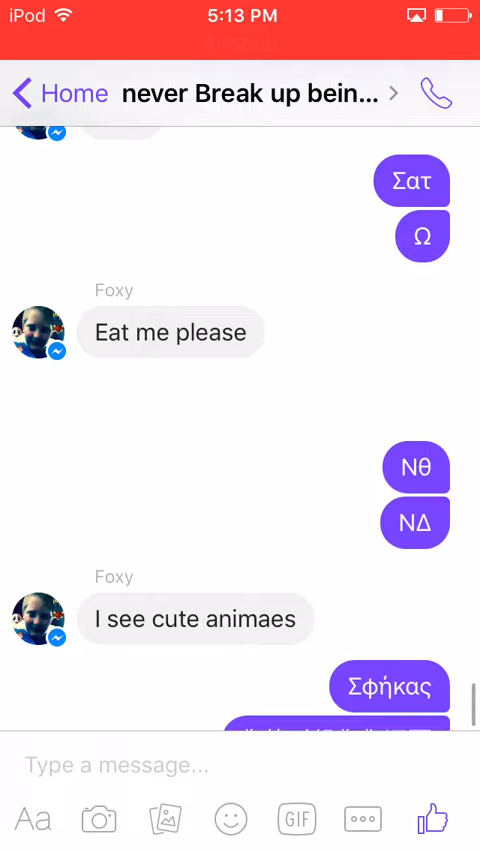 iPod 5:13 PM
Home never Break up bein...
Σατ
Ω
Foxy
Eat me please
Νθ
ΝΔ
Foxy
I see cute animaes
Σφήκας
Type a message...
Aa GIF